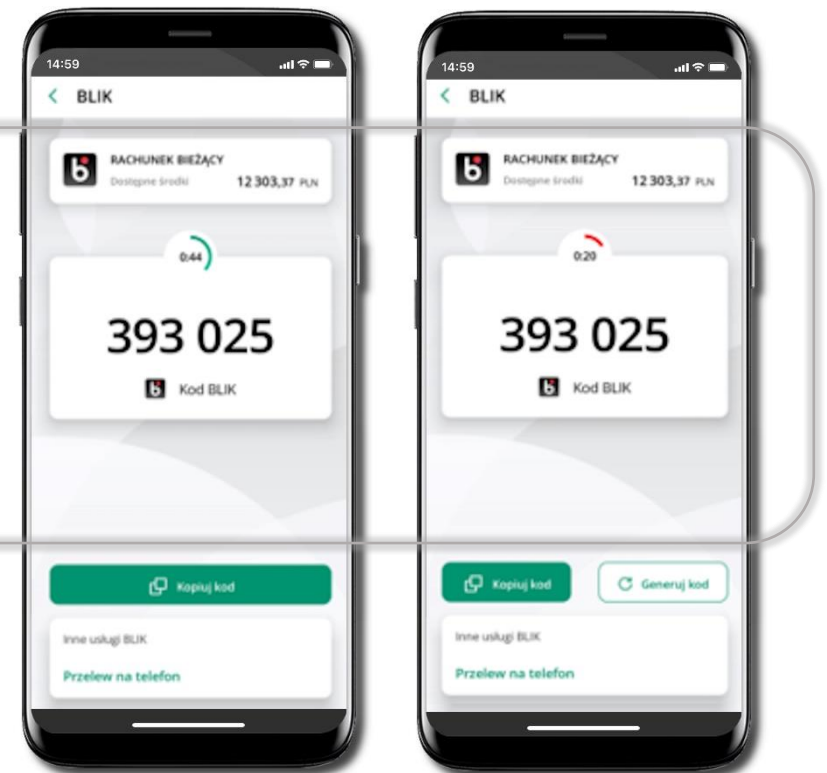 14:59
BLIK
RACHUNEK BIEŻĄCY
Dostępne środki 12 303,37 PLN
0:44
393 025
Kod BLIK
Kopiuj kod
Inne usługi BLIK
Przelew na telefon
14:59
BLIK
RACHUNEK BIEŻĄCY
Dostępne środki 12 303,37 PLN
0:20
393 025
Kod BLIK
Kopiuj kod Generuj kod
Inne usługi BLIK
Przelew na telefon